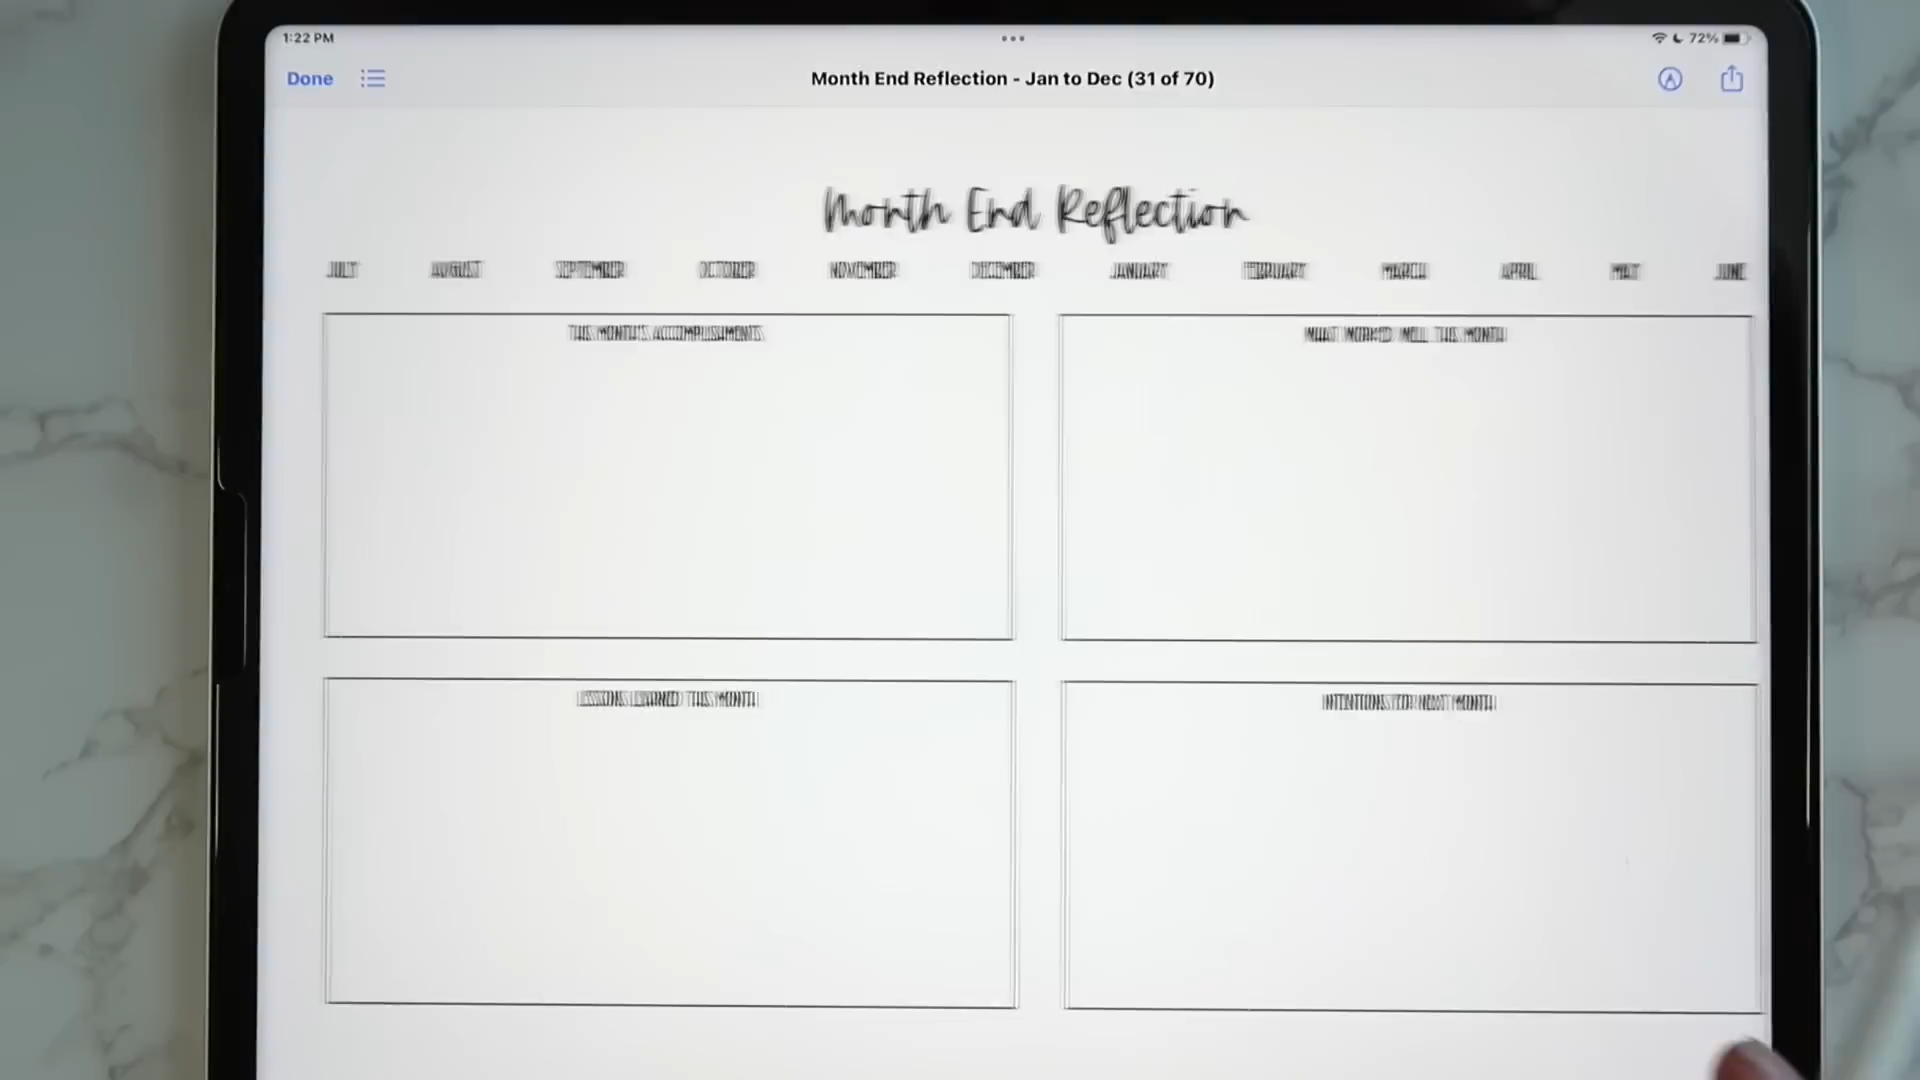 1:22 PM
72%
Done
Month End Reflection - Jan to Dec (31 of 70)
Month End Reflection
JULY AUGUST SEPTEMBER OCTOBER NOVEMBER DECEMBER JANUARY FEBRUARY MARCH APRIL MAY JUNE
THIS MONTH'S ACCOMPLISHMENTS
WHAT WORKED WELL THIS MONTH
LESSONS LEARNED THIS MONTH
INTENTIONS FOR NEXT MONTH